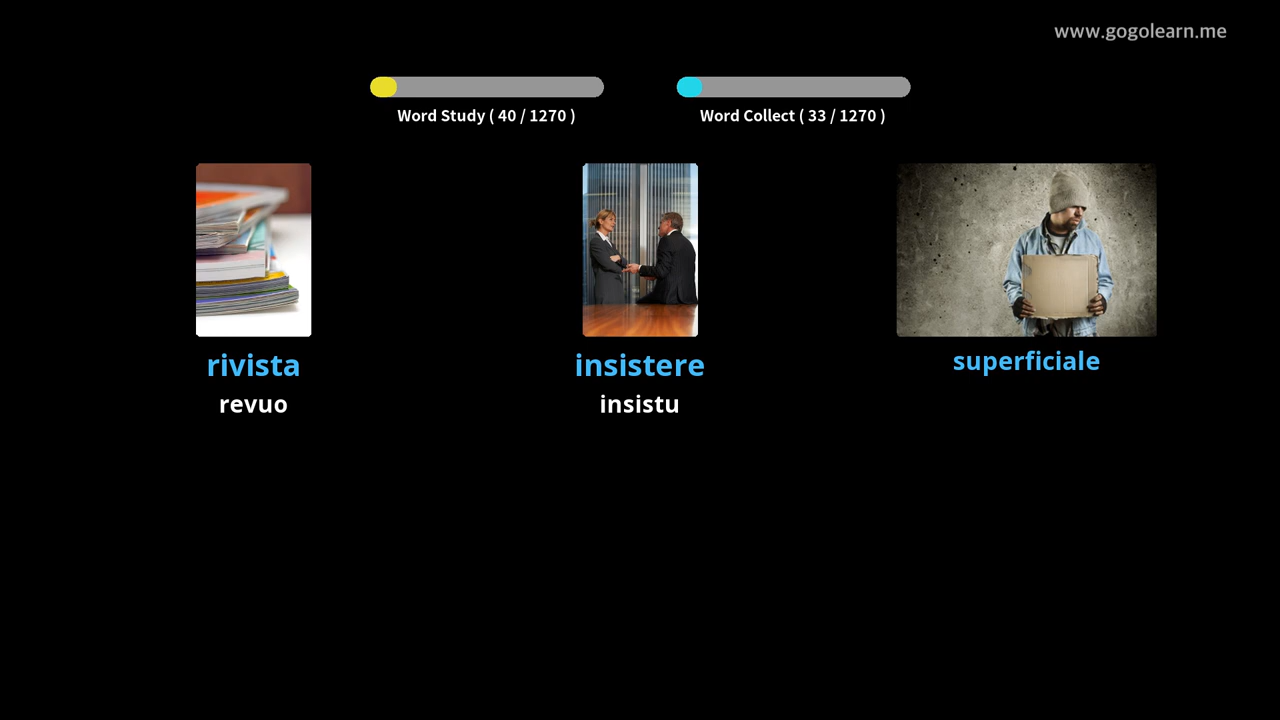 www.gogolearn.me
Word Study ( 40 / 1270 )
Word Collect ( 33 / 1270 )
rivista
insistere
superficiale
revuo
insistu